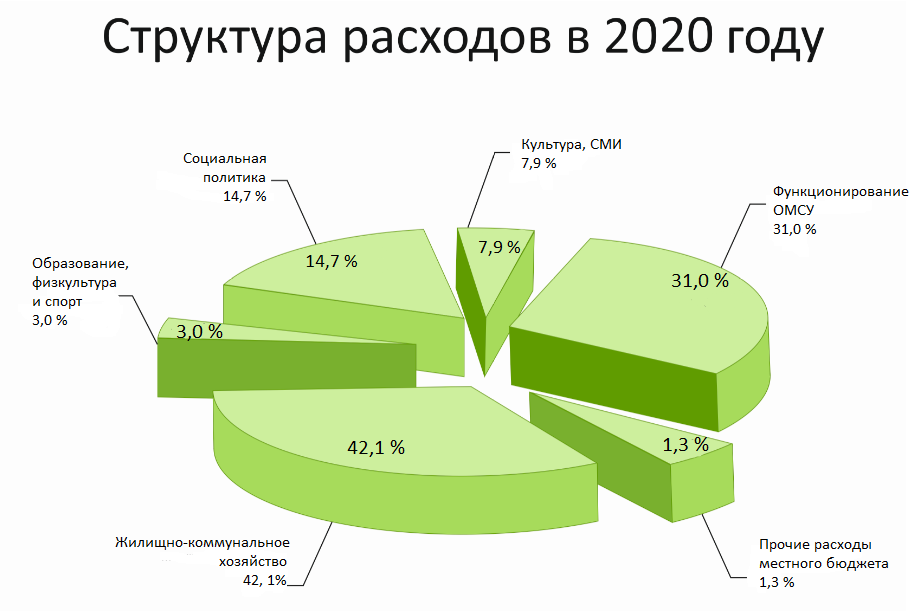 Структура расходов в 2020 году
Культура, СМИ
7,9 %
Социальная
политика
14,7 %
Функционирование
ОМСУ
31,0 %
Образование,
физкультура
и спорт
3,0 %
7,9 %
14,7 %
31,0 %
3,0 %
42,1 %
1,3 %
Жилищно-коммунальное
хозяйство
42, 1%
Прочие расходы
местного бюджета
1,3 %